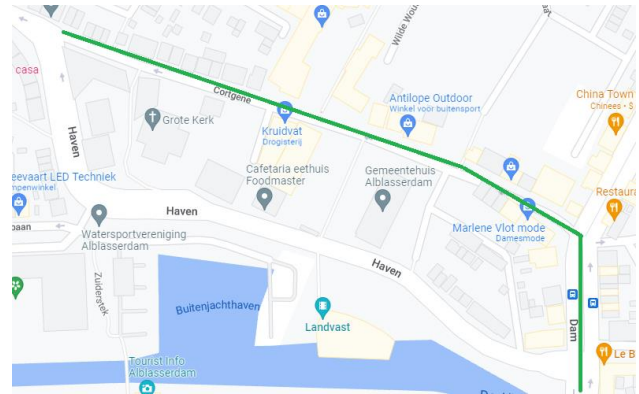 casa
Cortgene
Wilde Wou
Antilope Outdoor
Winkel voor buitensport
China Town
Chinees • S
Haven
Grote Kerk
Kruidvat
Drogisterij
Cafetaria eethuis
Foodmaster
Gemeentehuis
Alblasserdam
eevaart LED Techniek
mpenwinkel
Haven
Restaura
Marlene Vlot mode
Damesmode
paan
Watersportvereniging
Alblasserdam
Haven
Zuiderstek
Buitenjachthaven
Landvast
Dam
Le B
Tourist Info
Alblasserdam